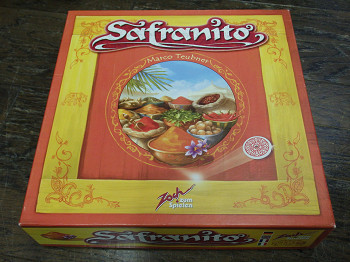 Safranito
Marco Teubner
Zoch zum
Spielen
Safranito